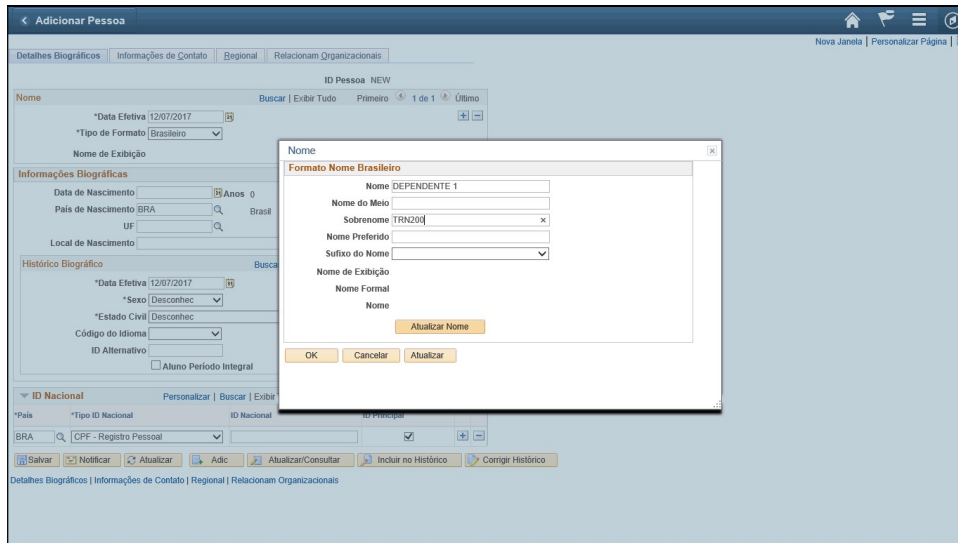 Adicionar Pessoa
Nova Janela | Personalizar Página |
Detalhes Biográficos Informações de Contato Regional Relacionam Organizacionais
ID Pessoa NEW
Nome Buscar | Exibir Tudo Primeiro 1 de 1 Último
*Data Efetiva 12/07/2017
*Tipo de Formato Brasileiro
Nome de Exibição
Informações Biográficas
Data de Nascimento Anos 0
País de Nascimento BRA Brasil
UF
Local de Nascimento
Histórico Biográfico Busca
*Data Efetiva 12/07/2017
*Sexo Desconhec
*Estado Civil Desconhec
Código do Idioma
ID Alternativo
Aluno Período Integral
ID Nacional Personalizar | Buscar | Exibir
*País *Tipo ID Nacional ID Nacional ID Principal
BRA CPF - Registro Pessoal
Salvar Notificar Atualizar Adic Atualizar/Consultar Incluir no Histórico Corrigir Histórico
Detalhes Biográficos | Informações de Contato | Regional | Relacionam Organizacionais
Nome
Formato Nome Brasileiro
Nome DEPENDENTE 1
Nome do Meio
Sobrenome TRN200
Nome Preferido
Sufixo do Nome
Nome de Exibição
Nome Formal
Nome
Atualizar Nome
OK Cancelar Atualizar